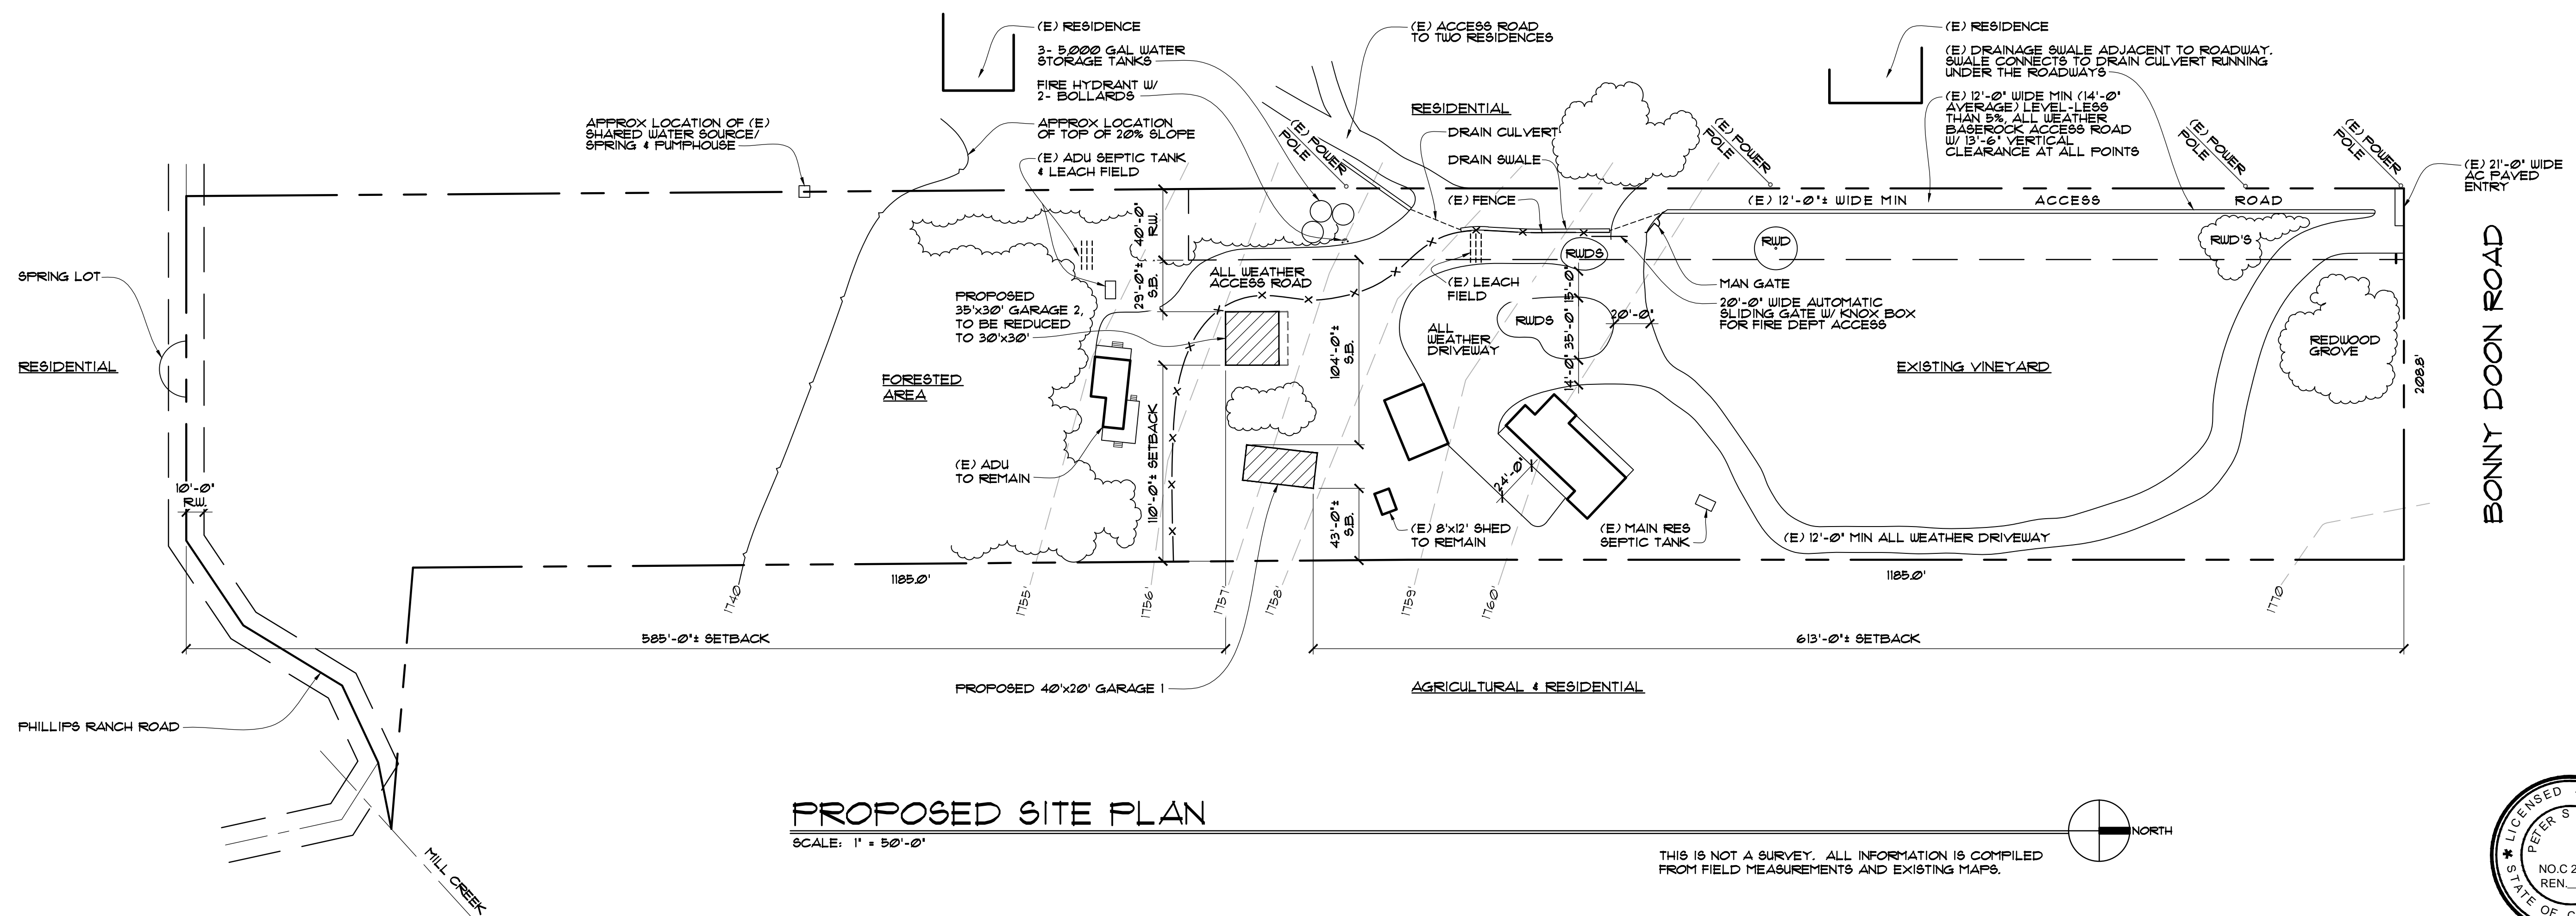 (E) RESIDENCE
3- 5,000 GAL WATER
STORAGE TANKS
FIRE HYDRANT W/
2- BOLLARDS
APPROX LOCATION
OF TOP OF 20% SLOPE
(E) ADU SEPTIC TANK
& LEACH FIELD
APPROX LOCATION OF (E)
SHARED WATER SOURCE/
SPRING & PUMPHOUSE
(E) ACCESS ROAD
TO TWO RESIDENCES
RESIDENTIAL
DRAIN CULVERT
DRAIN SWALE
(E) FENCE
(E) POWER
POLE
(E) RESIDENCE
(E) DRAINAGE SWALE ADJACENT TO ROADWAY.
SWALE CONNECTS TO DRAIN CULVERT RUNNING
UNDER THE ROADWAYS
(E) 12'-0" MIN (14'-0"
AVERAGE) LEVEL-LESS
THAN 5%, ALL WEATHER
BASEROCK ACCESS ROAD
W/ 13'-6" VERTICAL
CLEARANCE AT ALL POINTS
(E) POWER
POLE
(E) POWER
POLE
(E) POWER
POLE
(E) 21'-0" WIDE
AC PAVED
ENTRY
(E) 12'-0"± WIDE MIN ACCESS ROAD
RWD
RWD'S
RWDS
RWDS
MAN GATE
20'-0" WIDE AUTOMATIC
SLIDING GATE W/ KNOX BOX
FOR FIRE DEPT ACCESS
(E) LEACH
FIELD
ALL
WEATHER
DRIVEWAY
20'-0"
15'-0"
35'-0"
14'-0"
24'-0"
EXISTING VINEYARD
REDWOOD
GROVE
208.8'
BONNY DOON ROAD
SPRING LOT
RESIDENTIAL
10'-0"
R.W.
40'-0"±
R.W.
29'-0"±
S.B.
ALL WEATHER
ACCESS ROAD
PROPOSED
35'x30' GARAGE 2,
TO BE REDUCED
TO 30'x30'
FORESTED
AREA
(E) ADU
TO REMAIN
110'-0"± SETBACK
104'-0"±
S.B.
43'-0"±
S.B.
(E) 8'x12' SHED
TO REMAIN
(E) MAIN RES
SEPTIC TANK
(E) 12'-0" MIN ALL WEATHER DRIVEWAY
1185.0'
1185.0'
1740
1755'
1756'
1757'
1758'
1759'
1760'
1770
585'-0"± SETBACK
613'-0"± SETBACK
PROPOSED 40'x20' GARAGE 1
AGRICULTURAL & RESIDENTIAL
PHILLIPS RANCH ROAD
MILL CREEK
PROPOSED SITE PLAN
SCALE: 1" = 50'-0"
NORTH
THIS IS NOT A SURVEY. ALL INFORMATION IS COMPILED
FROM FIELD MEASUREMENTS AND EXISTING MAPS.
LICENSED
PETER S
NO.C 2
REN.
STATE OF C